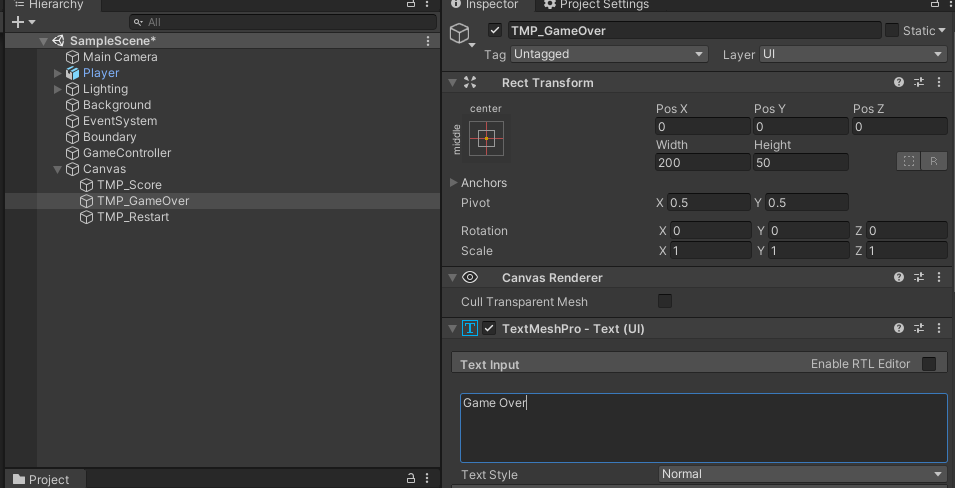 Hierarchy
All
SampleScene*
Main Camera
Player
Lighting
Background
EventSystem
Boundary
GameController
Canvas
TMP_Score
TMP_GameOver
TMP_Restart
Project
Inspector Project Settings
TMP_GameOver Static
Tag Untagged Layer UI
Rect Transform
center
middle
Pos X Pos Y Pos Z
0 0 0
Width Height
200 50
R
Anchors
Pivot X 0.5 Y 0.5
Rotation X 0 Y 0 Z 0
Scale X 1 Y 1 Z 1
Canvas Renderer
Cull Transparent Mesh
T TextMeshPro - Text (UI)
Text Input Enable RTL Editor
Game Over
Text Style Normal